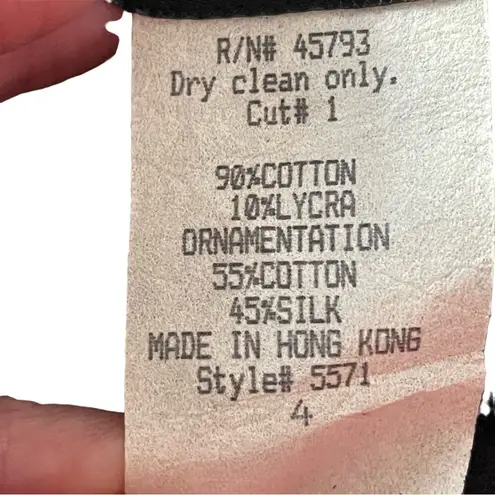 R/N# 45793
Dry clean only.
Cut# 1
90%COTTON
10%LYCRA
ORNAMENTATION
55%COTTON
45%SILK
MADE IN HONG KONG
Style# 5571
4